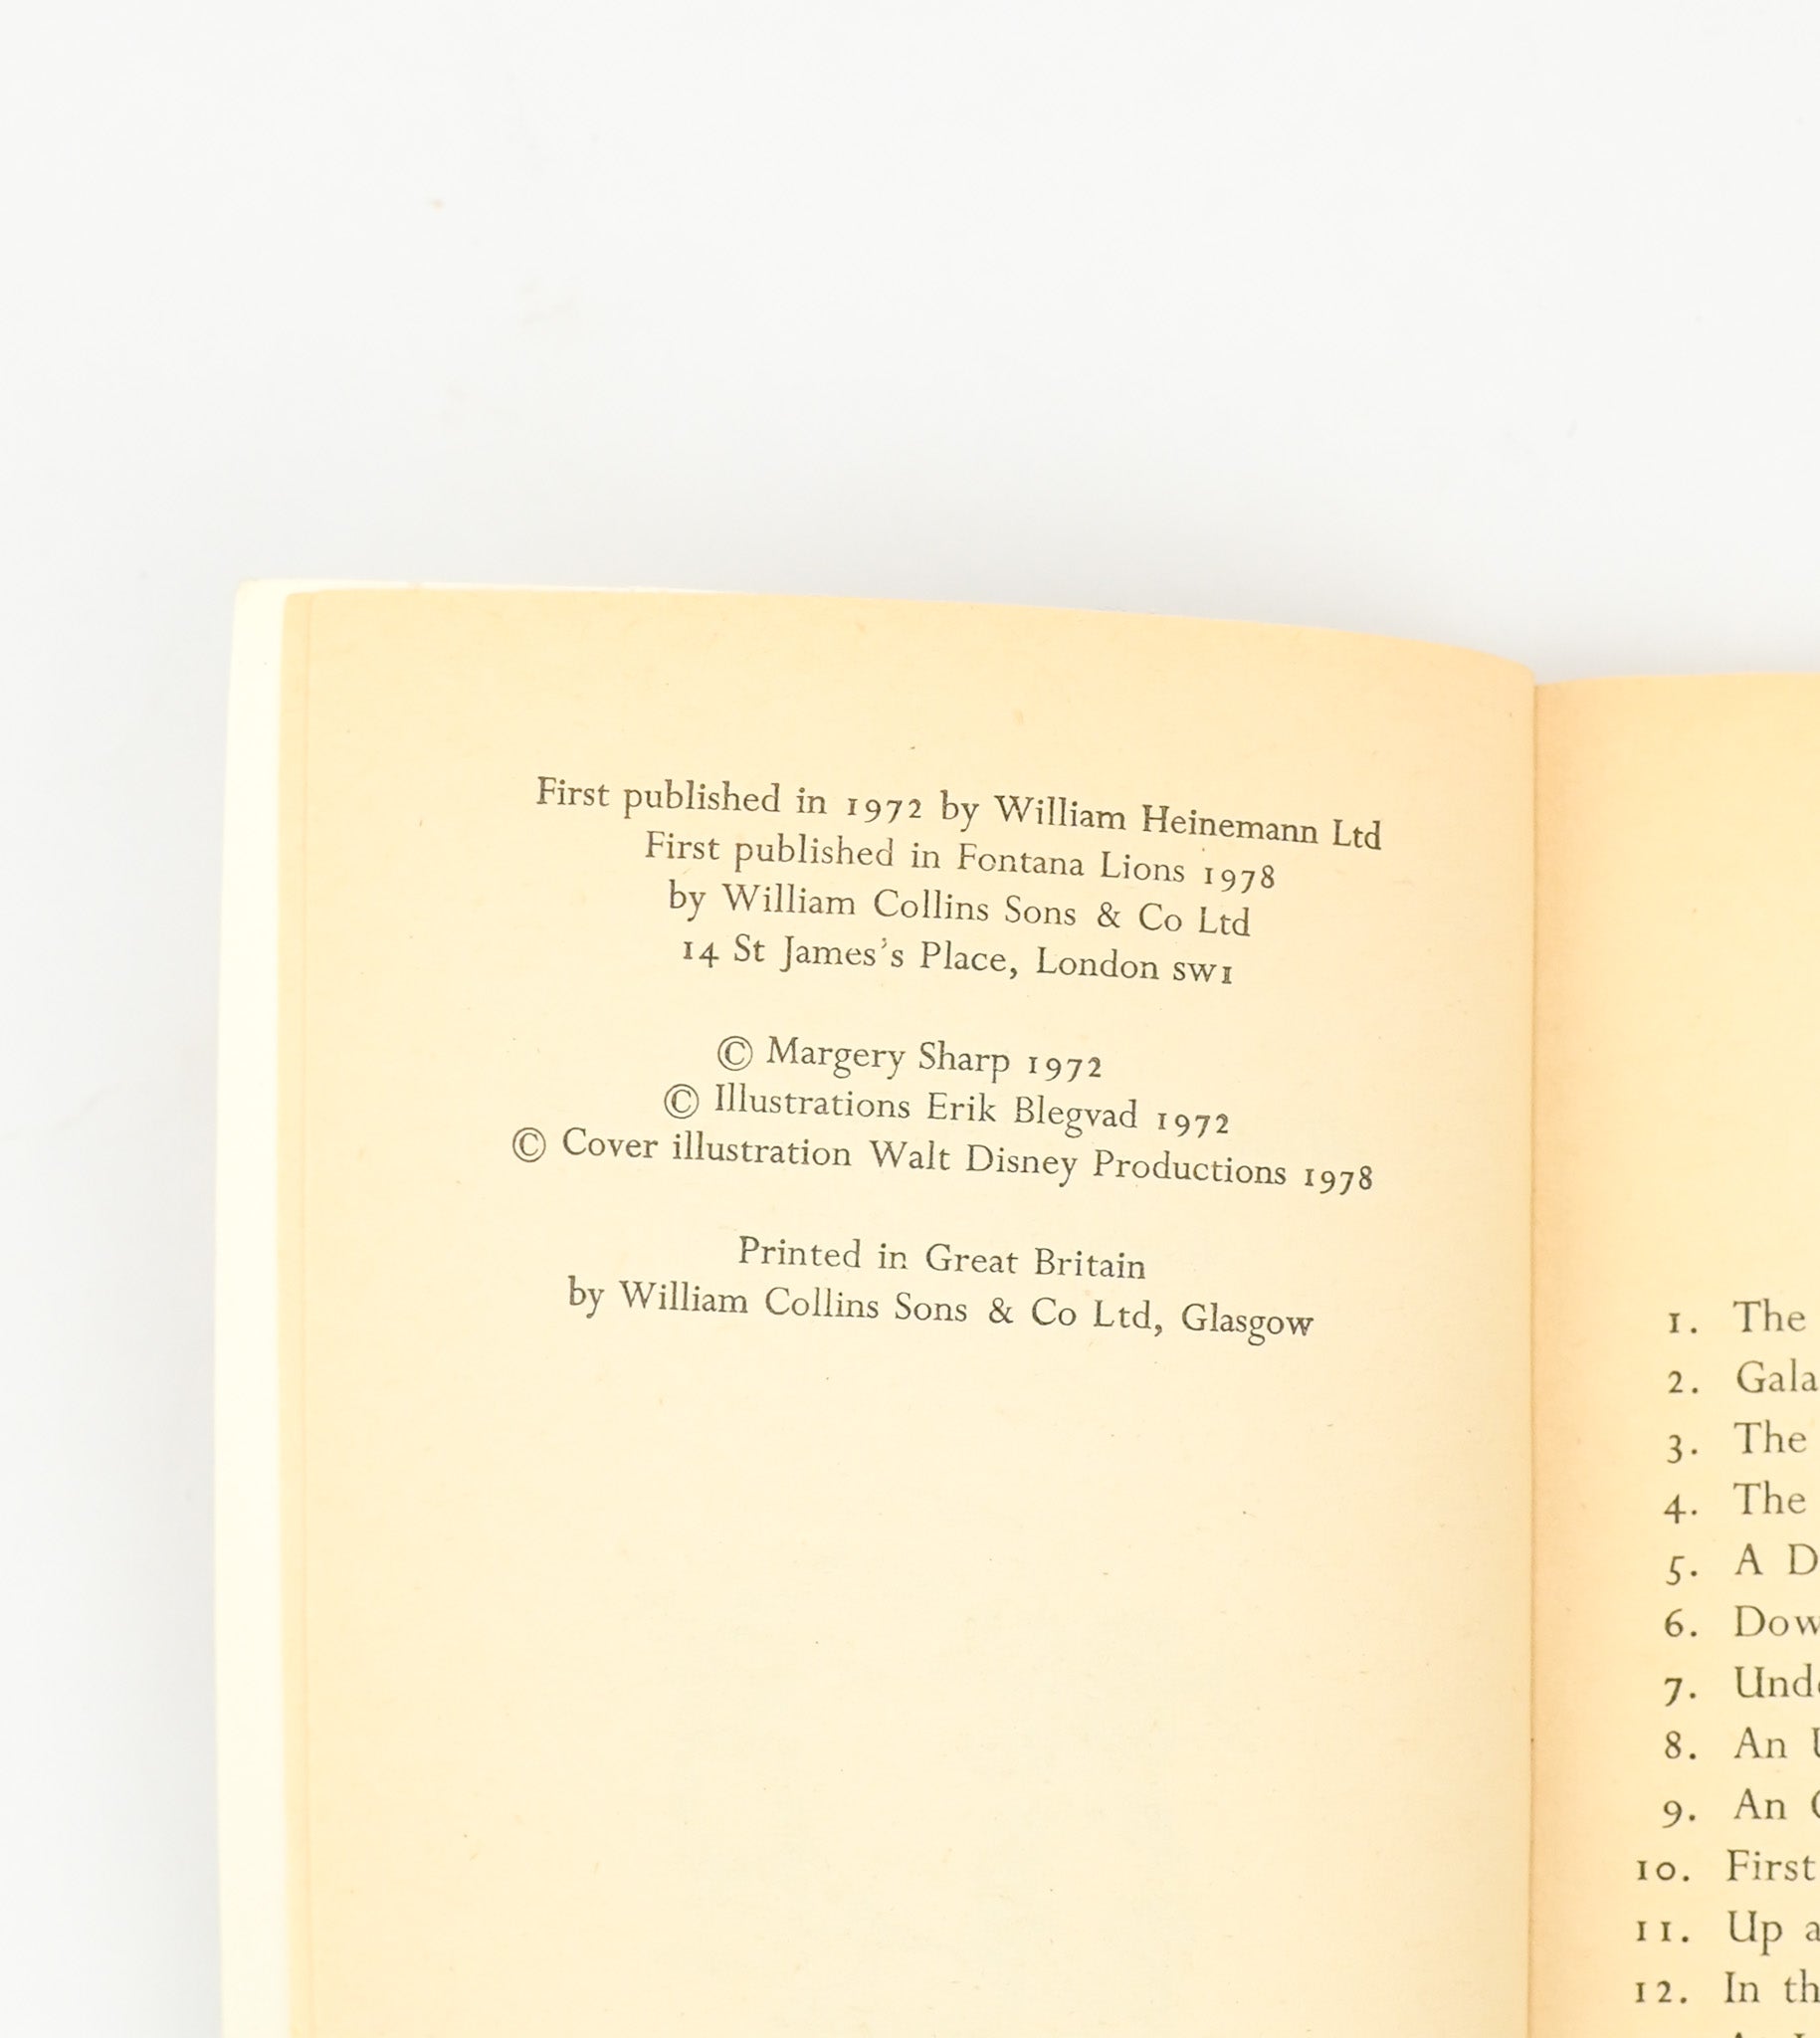 First published in 1972 by William Heinemann Ltd
First published in Fontana Lions 1978
by William Collins Sons & Co Ltd
14 St James's Place, London SW1
© Margery Sharp 1972
© Illustrations Erik Blegvad 1972
© Cover illustration Walt Disney Productions 1978
Printed in Great Britain
by William Collins Sons & Co Ltd, Glasgow
1. The
2.
3. The
4. The
5. A
6.
7.
8. An
9. An
10. First
11. Up
12. In